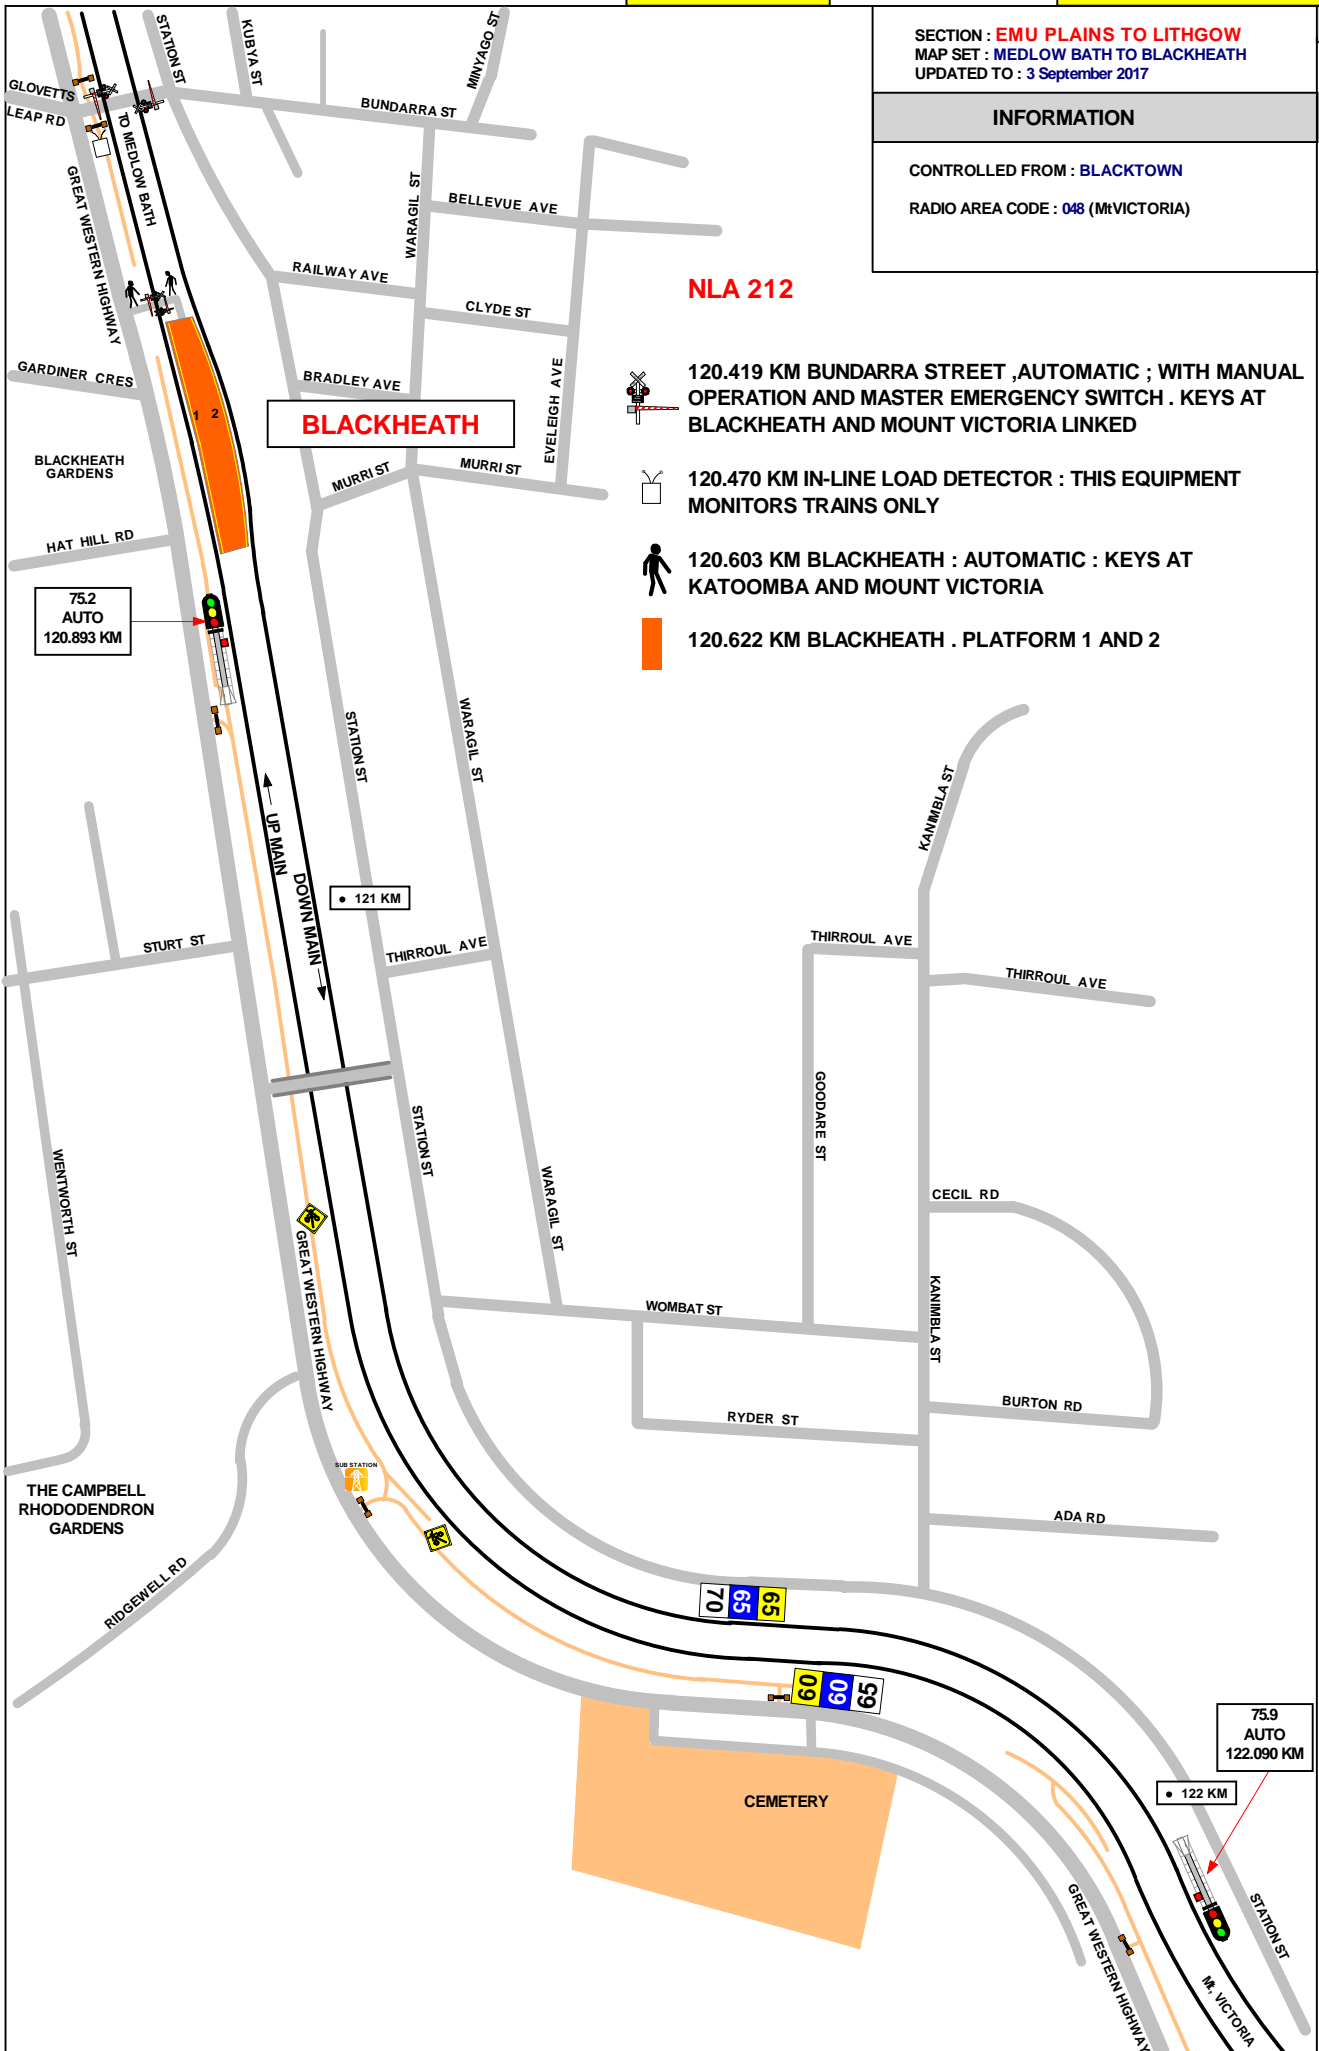 SECTION : EMU PLAINS TO LITHGOW
MAP SET : MEDLOW BATH TO BLACKHEATH
UPDATED TO : 3 September 2017
INFORMATION
CONTROLLED FROM : BLACKTOWN
RADIO AREA CODE : 048 (MtVICTORIA)
NLA 212
120.419 KM BUNDARRA STREET ,AUTOMATIC ; WITH MANUAL
OPERATION AND MASTER EMERGENCY SWITCH . KEYS AT
BLACKHEATH AND MOUNT VICTORIA LINKED
120.470 KM IN-LINE LOAD DETECTOR : THIS EQUIPMENT
MONITORS TRAINS ONLY
120.603 KM BLACKHEATH : AUTOMATIC : KEYS AT
KATOOMBA AND MOUNT VICTORIA
120.622 KM BLACKHEATH . PLATFORM 1 AND 2
STATION ST
KUBYA ST
MINYAGO ST
GLOVETTS
LEAP RD
TO MEDLOW BATH
BUNDARRA ST
GREAT WESTERN HIGHWAY
WARAGIL ST
BELLEVUE AVE
RAILWAY AVE
CLYDE ST
GARDINER CRES
BRADLEY AVE
EVELEIGH AVE
1 2
BLACKHEATH
BLACKHEATH
GARDENS
MURRI ST
MURRI ST
HAT HILL RD
75.2
AUTO
120.893 KM
STATION ST
WARAGIL ST
KANIMBLA ST
UP MAIN
DOWN MAIN
121 KM
STURT ST
THIRROUL AVE
THIRROUL AVE
THIRROUL AVE
GOODARE ST
STATION ST
WENTWORTH ST
WARAGIL ST
CECIL RD
GREAT WESTERN HIGHWAY
WOMBAT ST
KANIMBLA ST
BURTON RD
RYDER ST
SUB STATION
THE CAMPBELL
RHODODENDRON
GARDENS
ADA RD
RIDGEWELL RD
70 65 65
60 60 65
75.9
AUTO
122.090 KM
122 KM
CEMETERY
STATION ST
GREAT WESTERN HIGHWAY
Mt, VICTORIA